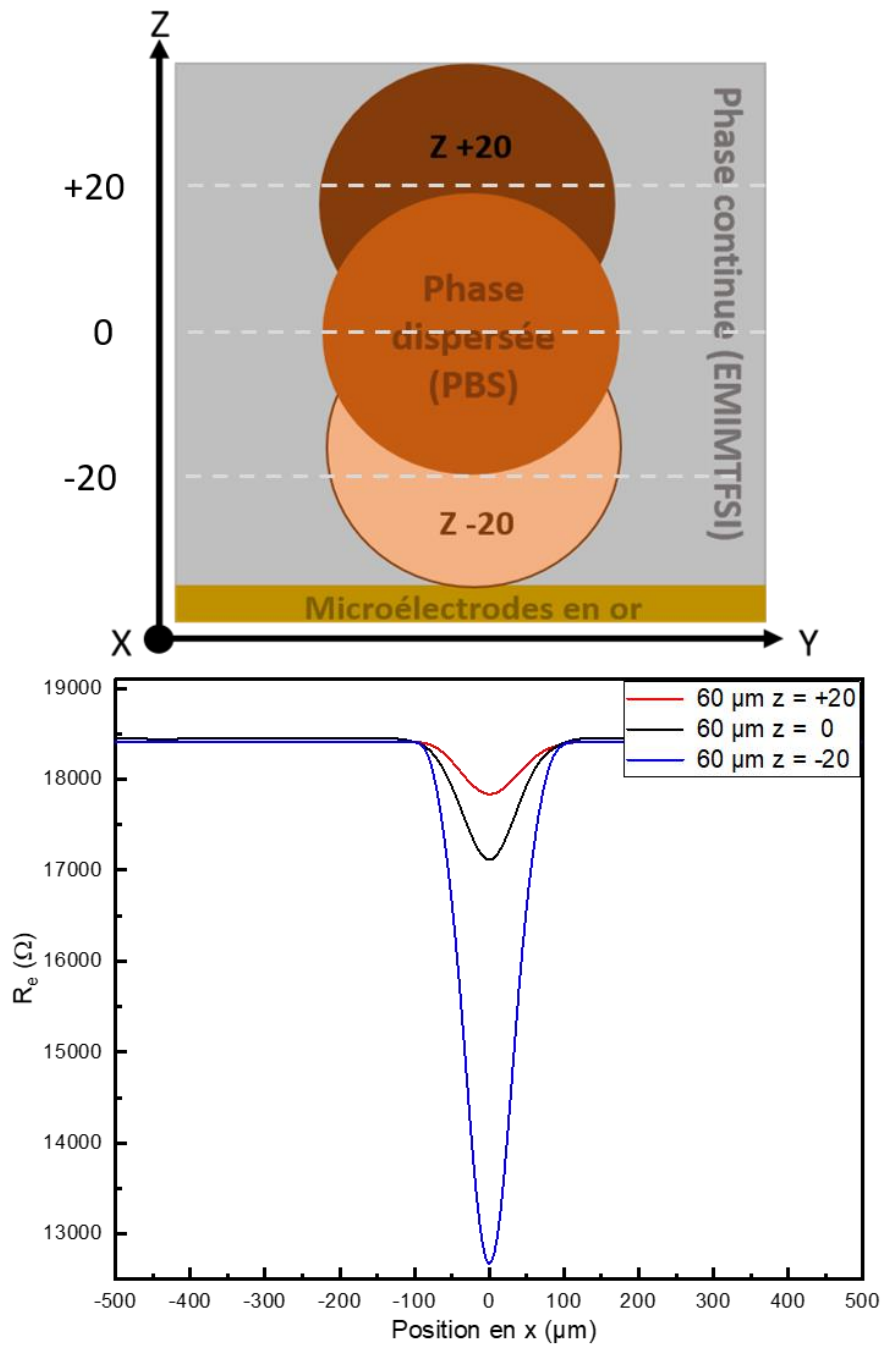 Z
Z +20
+20
Phase continue (EMIMTFSI)
Phase
dispersée
(PBS)
0
-20
Z -20
Microélectrodes en or
X
Y
19000
18000
17000
16000
15000
14000
13000
Re (Ω)
60 µm z = +20
60 µm z = 0
60 µm z = -20
-500 -400 -300 -200 -100 0 100 200 300 400 500
Position en x (µm)